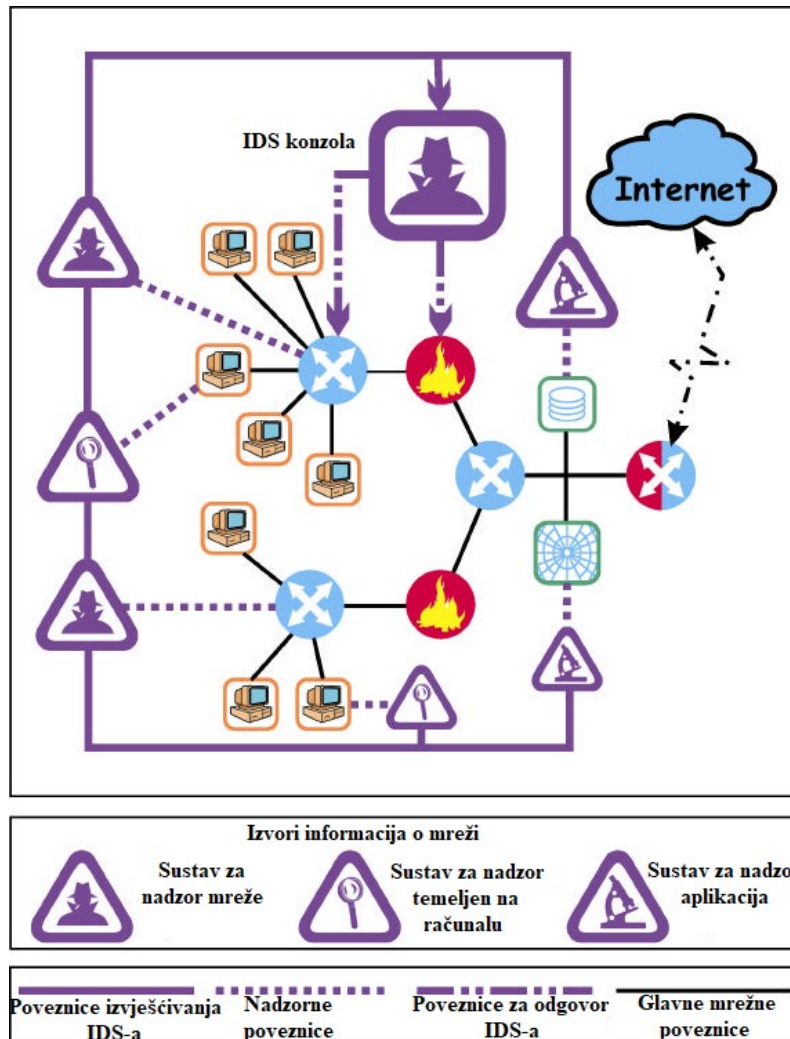 IDS konzola
Internet
Izvori informacija o mreži
Sustav za
nadzor mreže
Sustav za nadzor
temeljen na
računalu
Sustav za nadzo
aplikacija
Poveznice izvješćivanja
IDS-a
Nadzorne
poveznice
Poveznice za odgovor
IDS-a
Glavne mrežne
poveznice